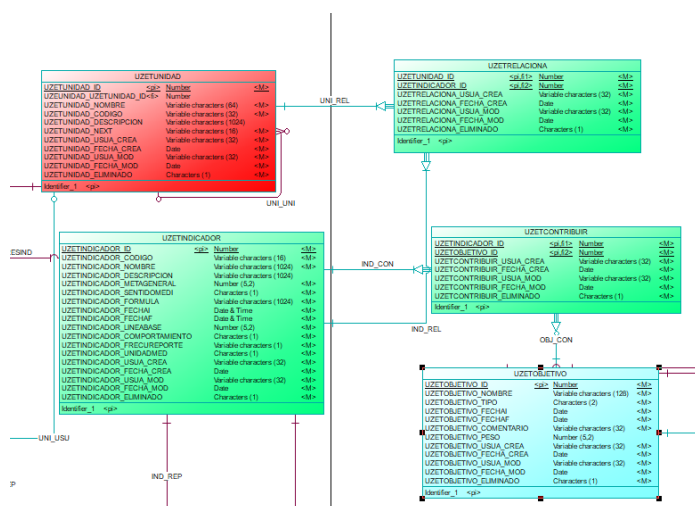 UZETUNIDAD
UZETUNIDAD_ID <pi> Number <M>
UZEUNIDAD_UZETUNIDAD_ID <fi> Number
UZETUNIDAD_NOMBRE Variable characters (64) <M>
UZETUNIDAD_CODIGO Variable characters (32) <M>
UZETUNIDAD_DESCRIPCION Variable characters (1024)
UZETUNIDAD_NEXT Variable characters (16) <M>
UZETUNIDAD_USUA_CREA Variable characters (32) <M>
UZETUNIDAD_FECHA_CREA Date <M>
UZETUNIDAD_USUA_MOD Variable characters (32) <M>
UZETUNIDAD_FECHA_MOD Date <M>
UZETUNIDAD_ELIMINADO Characters (1) <M>
Identifier_1 <pi>
UNI_UNI
UNI_REL
UZETRELACIONA
UZETUNIDAD_ID <pi,fi1> Number <M>
UZETINDICADOR_ID <pi,fi2> Number <M>
UZETRELACIONA_USUA_CREA Variable characters (32) <M>
UZETRELACIONA_FECHA_CREA Date <M>
UZETRELACIONA_USUA_MOD Variable characters (32) <M>
UZETRELACIONA_FECHA_MOD Date <M>
UZETRELACIONA_ELIMINADO Characters (1) <M>
Identifier_1 <pi>
ESIND
UZETINDICADOR
UZETINDICADOR_ID <pi> Number <M>
UZETINDICADOR_CODIGO Variable characters (16) <M>
UZETINDICADOR_NOMBRE Variable characters (1024) <M>
UZETINDICADOR_DESCRIPCION Variable characters (1024)
UZETINDICADOR_METAGENERAL Number (5,2) <M>
UZETINDICADOR_SENTIDOMEDI Characters (1) <M>
UZETINDICADOR_FORMULA Variable characters (1024) <M>
UZETINDICADOR_FECHAI Date & Time <M>
UZETINDICADOR_FECHAF Date & Time <M>
UZETINDICADOR_LINEABASE Number (5,2) <M>
UZETINDICADOR_COMPORTAMIENTO Characters (1) <M>
UZETINDICADOR_FRECUREPORTE Variable characters (1) <M>
UZETINDICADOR_UNIDADMED Characters (1) <M>
UZETINDICADOR_USUA_CREA Variable characters (32) <M>
UZETINDICADOR_FECHA_CREA Date <M>
UZETINDICADOR_USUA_MOD Variable characters (32) <M>
UZETINDICADOR_FECHA_MOD Date <M>
UZETINDICADOR_ELIMINADO Characters (1) <M>
Identifier_1 <pi>
IND_CON
IND_REL
UZETCONTRIBUIR
UZETINDICADOR_ID <pi,fi1> Number <M>
UZETOBJETIVO_ID <pi,fi2> Number <M>
UZETCONTRIBUIR_USUA_CREA Variable characters (32) <M>
UZETCONTRIBUIR_FECHA_CREA Date <M>
UZETCONTRIBUIR_USUA_MOD Variable characters (32) <M>
UZETCONTRIBUIR_FECHA_MOD Date <M>
UZETCONTRIBUIR_ELIMINADO Characters (1) <M>
Identifier_1 <pi>
OBJ_CON
UZETOBJETIVO
UZETOBJETIVO_ID <pi> Number <M>
UZETOBJETIVO_NOMBRE Variable characters (128) <M>
UZETOBJETIVO_TIPO Characters (2) <M>
UZETOBJETIVO_FECHAI Date <M>
UZETOBJETIVO_FECHAF Date <M>
UZETOBJETIVO_COMENTARIO Variable characters (32) <M>
UZETOBJETIVO_PESO Number (5,2) <M>
UZETOBJETIVO_USUA_CREA Variable characters (32) <M>
UZETOBJETIVO_FECHA_CREA Date <M>
UZETOBJETIVO_USUA_MOD Variable characters (32) <M>
UZETOBJETIVO_FECHA_MOD Date <M>
UZETOBJETIVO_ELIMINADO Characters (1) <M>
Identifier_1 <pi>
UNI_USU
IND_REP